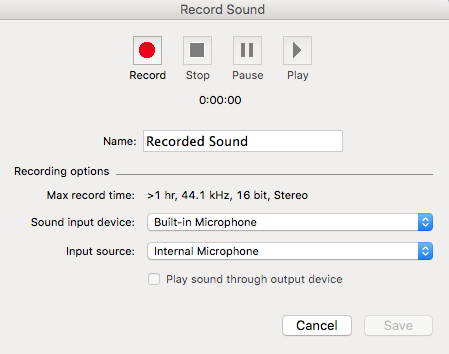 Record Sound
Record Stop Pause Play
0:00:00
Name: Recorded Sound
Recording options
Max record time: >1 hr, 44.1 kHz, 16 bit, Stereo
Sound input device: Built-in Microphone
Input source: Internal Microphone
Play sound through output device
Cancel Save